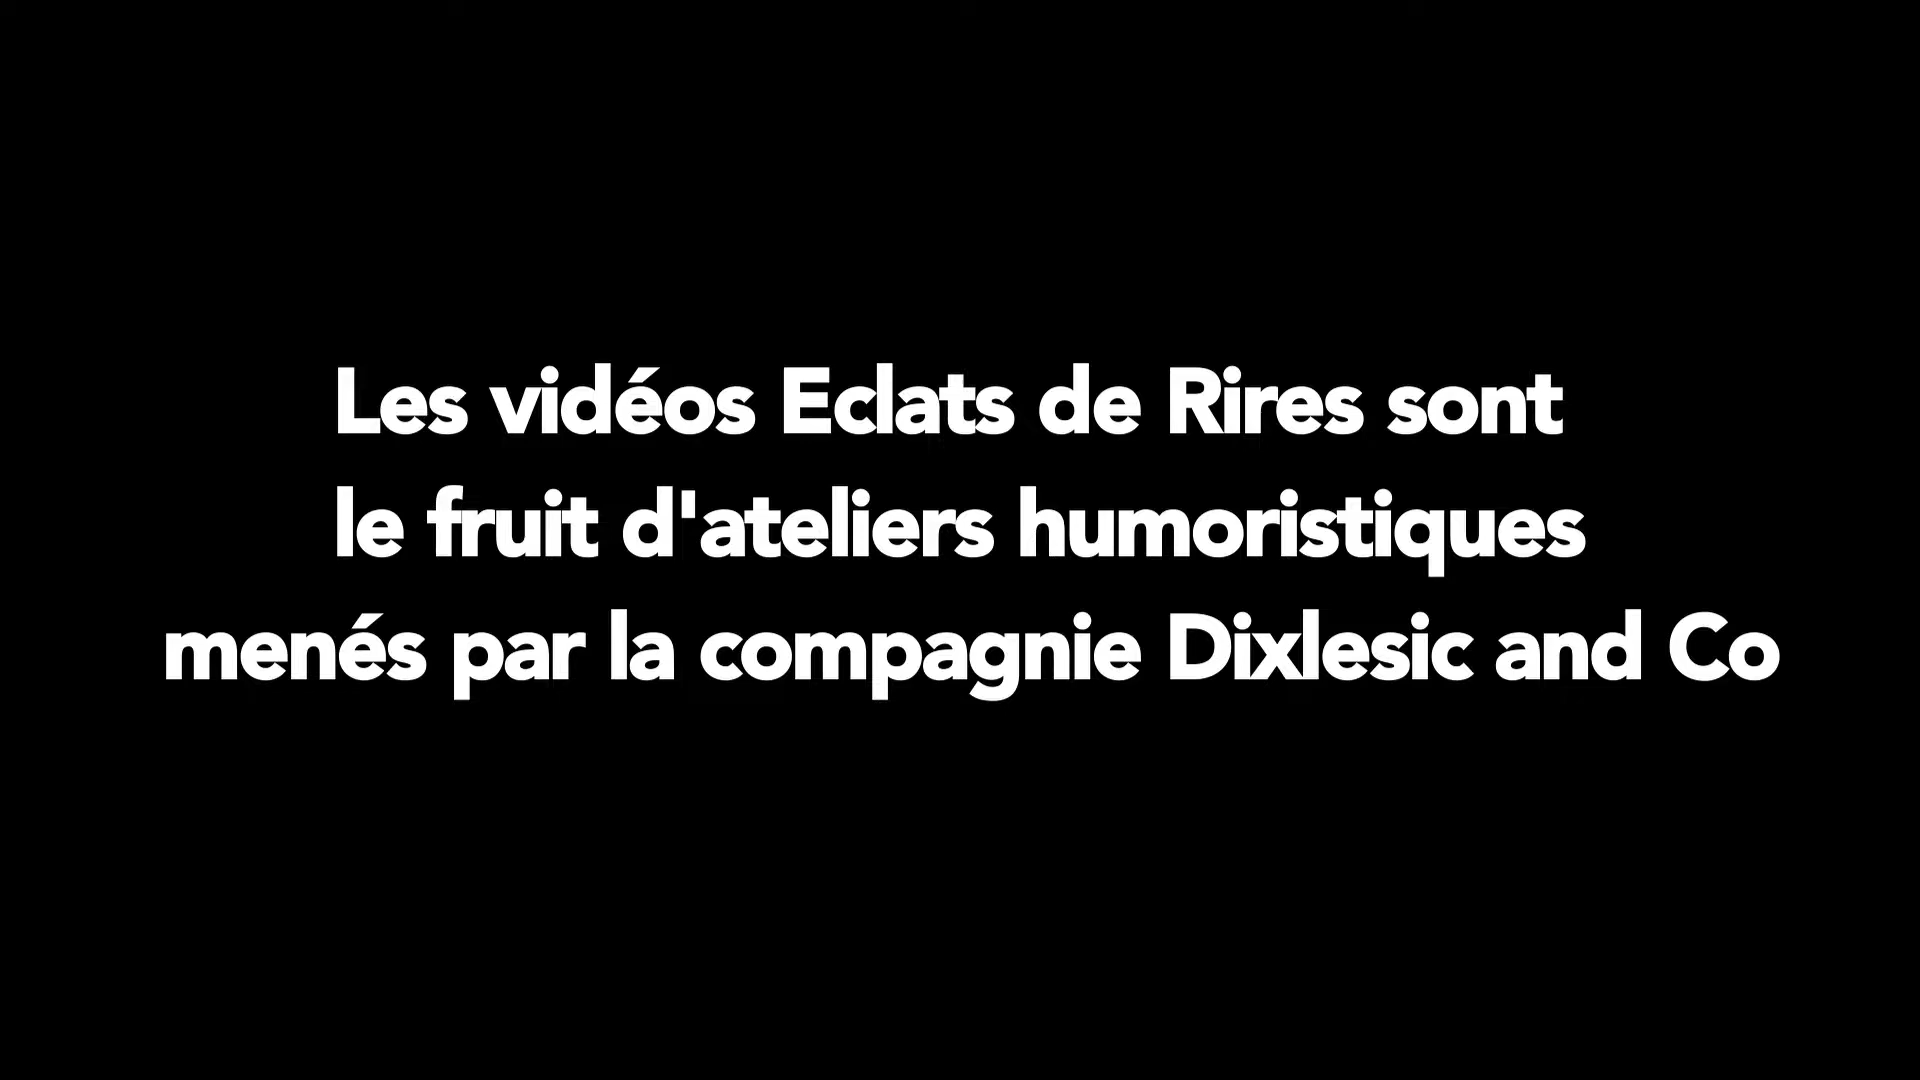 Les vidéos Eclats de Rires sont
le fruit d'ateliers humoristiques
menés par la compagnie Dixlesic and Co